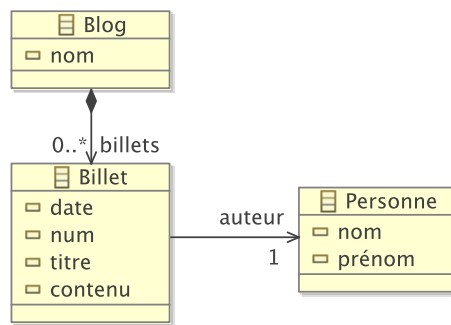 Blog
nom
0..* billets
Billet
date
num
titre
contenu
auteur
1
Personne
nom
prénom